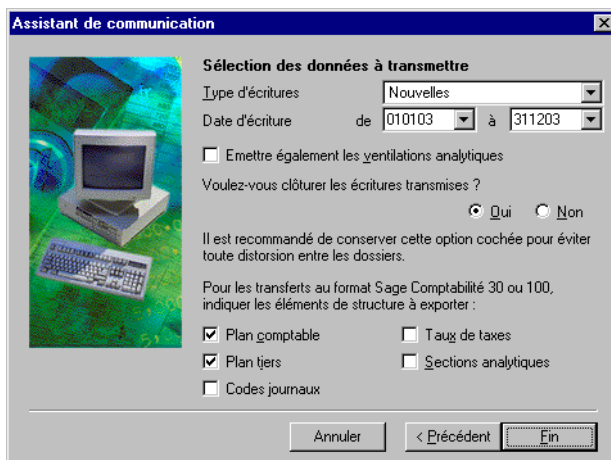 Assistant de communication
Sélection des données à transmettre
Type d'écritures Nouvelles
Date d'écriture de 010103 à 311203
Emettre également les ventilations analytiques
Voulez-vous clôturer les écritures transmises ?
Oui Non
Il est recommandé de conserver cette option cochée pour éviter
toute distorsion entre les dossiers.
Pour les transferts au format Sage Comptabilité 30 ou 100,
indiquer les éléments de structure à exporter :
Plan comptable Taux de taxes
Plan tiers Sections analytiques
Codes journaux
Annuler < Précédent Fin